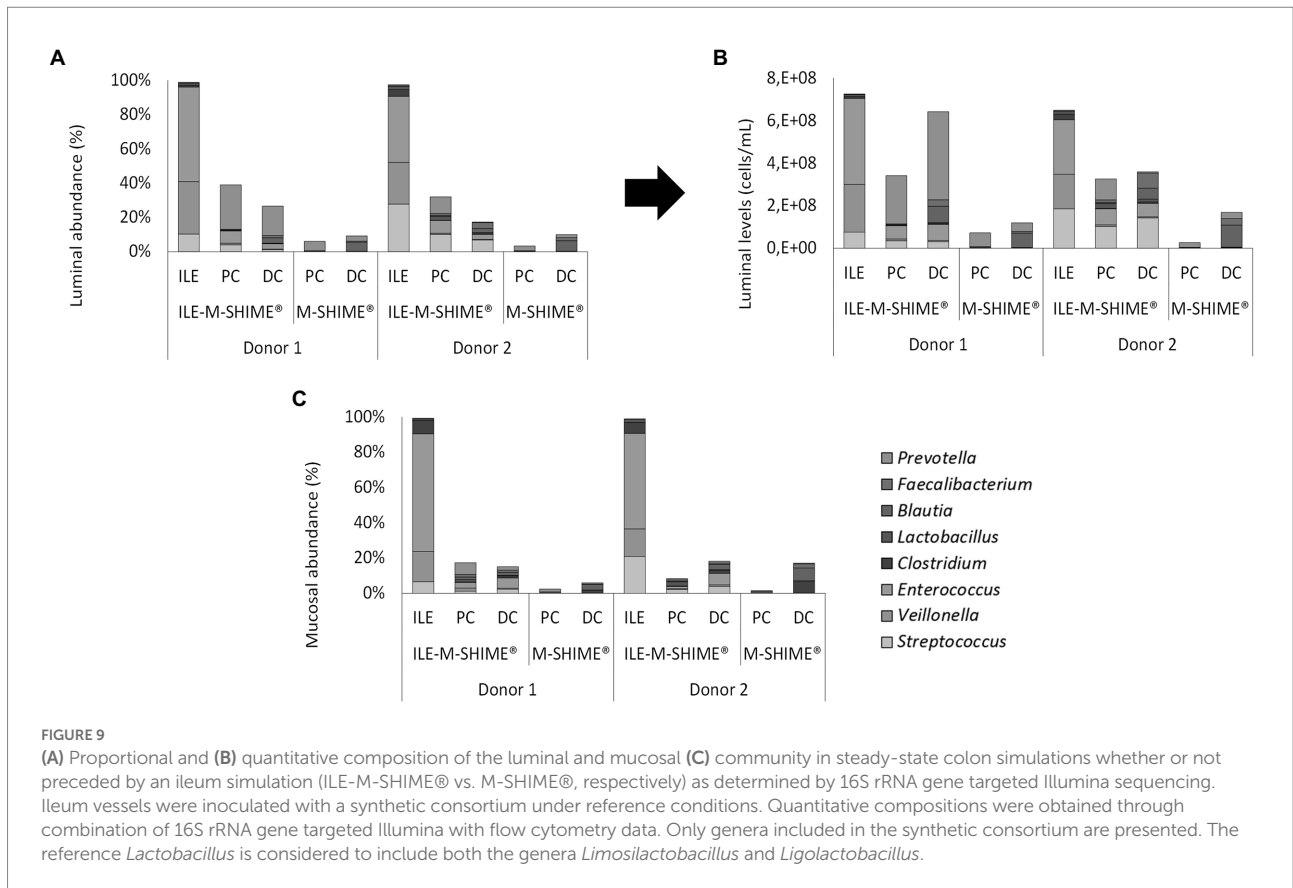 A
100%
80%
60%
40%
20%
0%
Luminal abundance (%)
ILE PC DC PC DC ILE PC DC PC DC
ILE-M-SHIME® M-SHIME® ILE-M-SHIME® M-SHIME®
Donor 1 Donor 2
B
8,E+08
6,E+08
4,E+08
2,E+08
0,E+00
Luminal levels (cells/mL)
ILE PC DC PC DC ILE PC DC PC DC
ILE-M-SHIME® M-SHIME® ILE-M-SHIME® M-SHIME®
Donor 1 Donor 2
C
100%
80%
60%
40%
20%
0%
Mucosal abundance (%)
ILE PC DC PC DC ILE PC DC PC DC
ILE-M-SHIME® M-SHIME® ILE-M-SHIME® M-SHIME®
Donor 1 Donor 2
Prevotella
Faecalibacterium
Blautia
Lactobacillus
Clostridium
Enterococcus
Veillonella
Streptococcus
FIGURE 9
(A) Proportional and (B) quantitative composition of the luminal and mucosal (C) community in steady-state colon simulations whether or not
preceded by an ileum simulation (ILE-M-SHIME® vs. M-SHIME®, respectively) as determined by 16S rRNA gene targeted Illumina sequencing.
Ileum vessels were inoculated with a synthetic consortium under reference conditions. Quantitative compositions were obtained through
combination of 16S rRNA gene targeted Illumina with flow cytometry data. Only genera included in the synthetic consortium are presented. The
reference Lactobacillus is considered to include both the genera Limosilactobacillus and Ligolactobacillus.